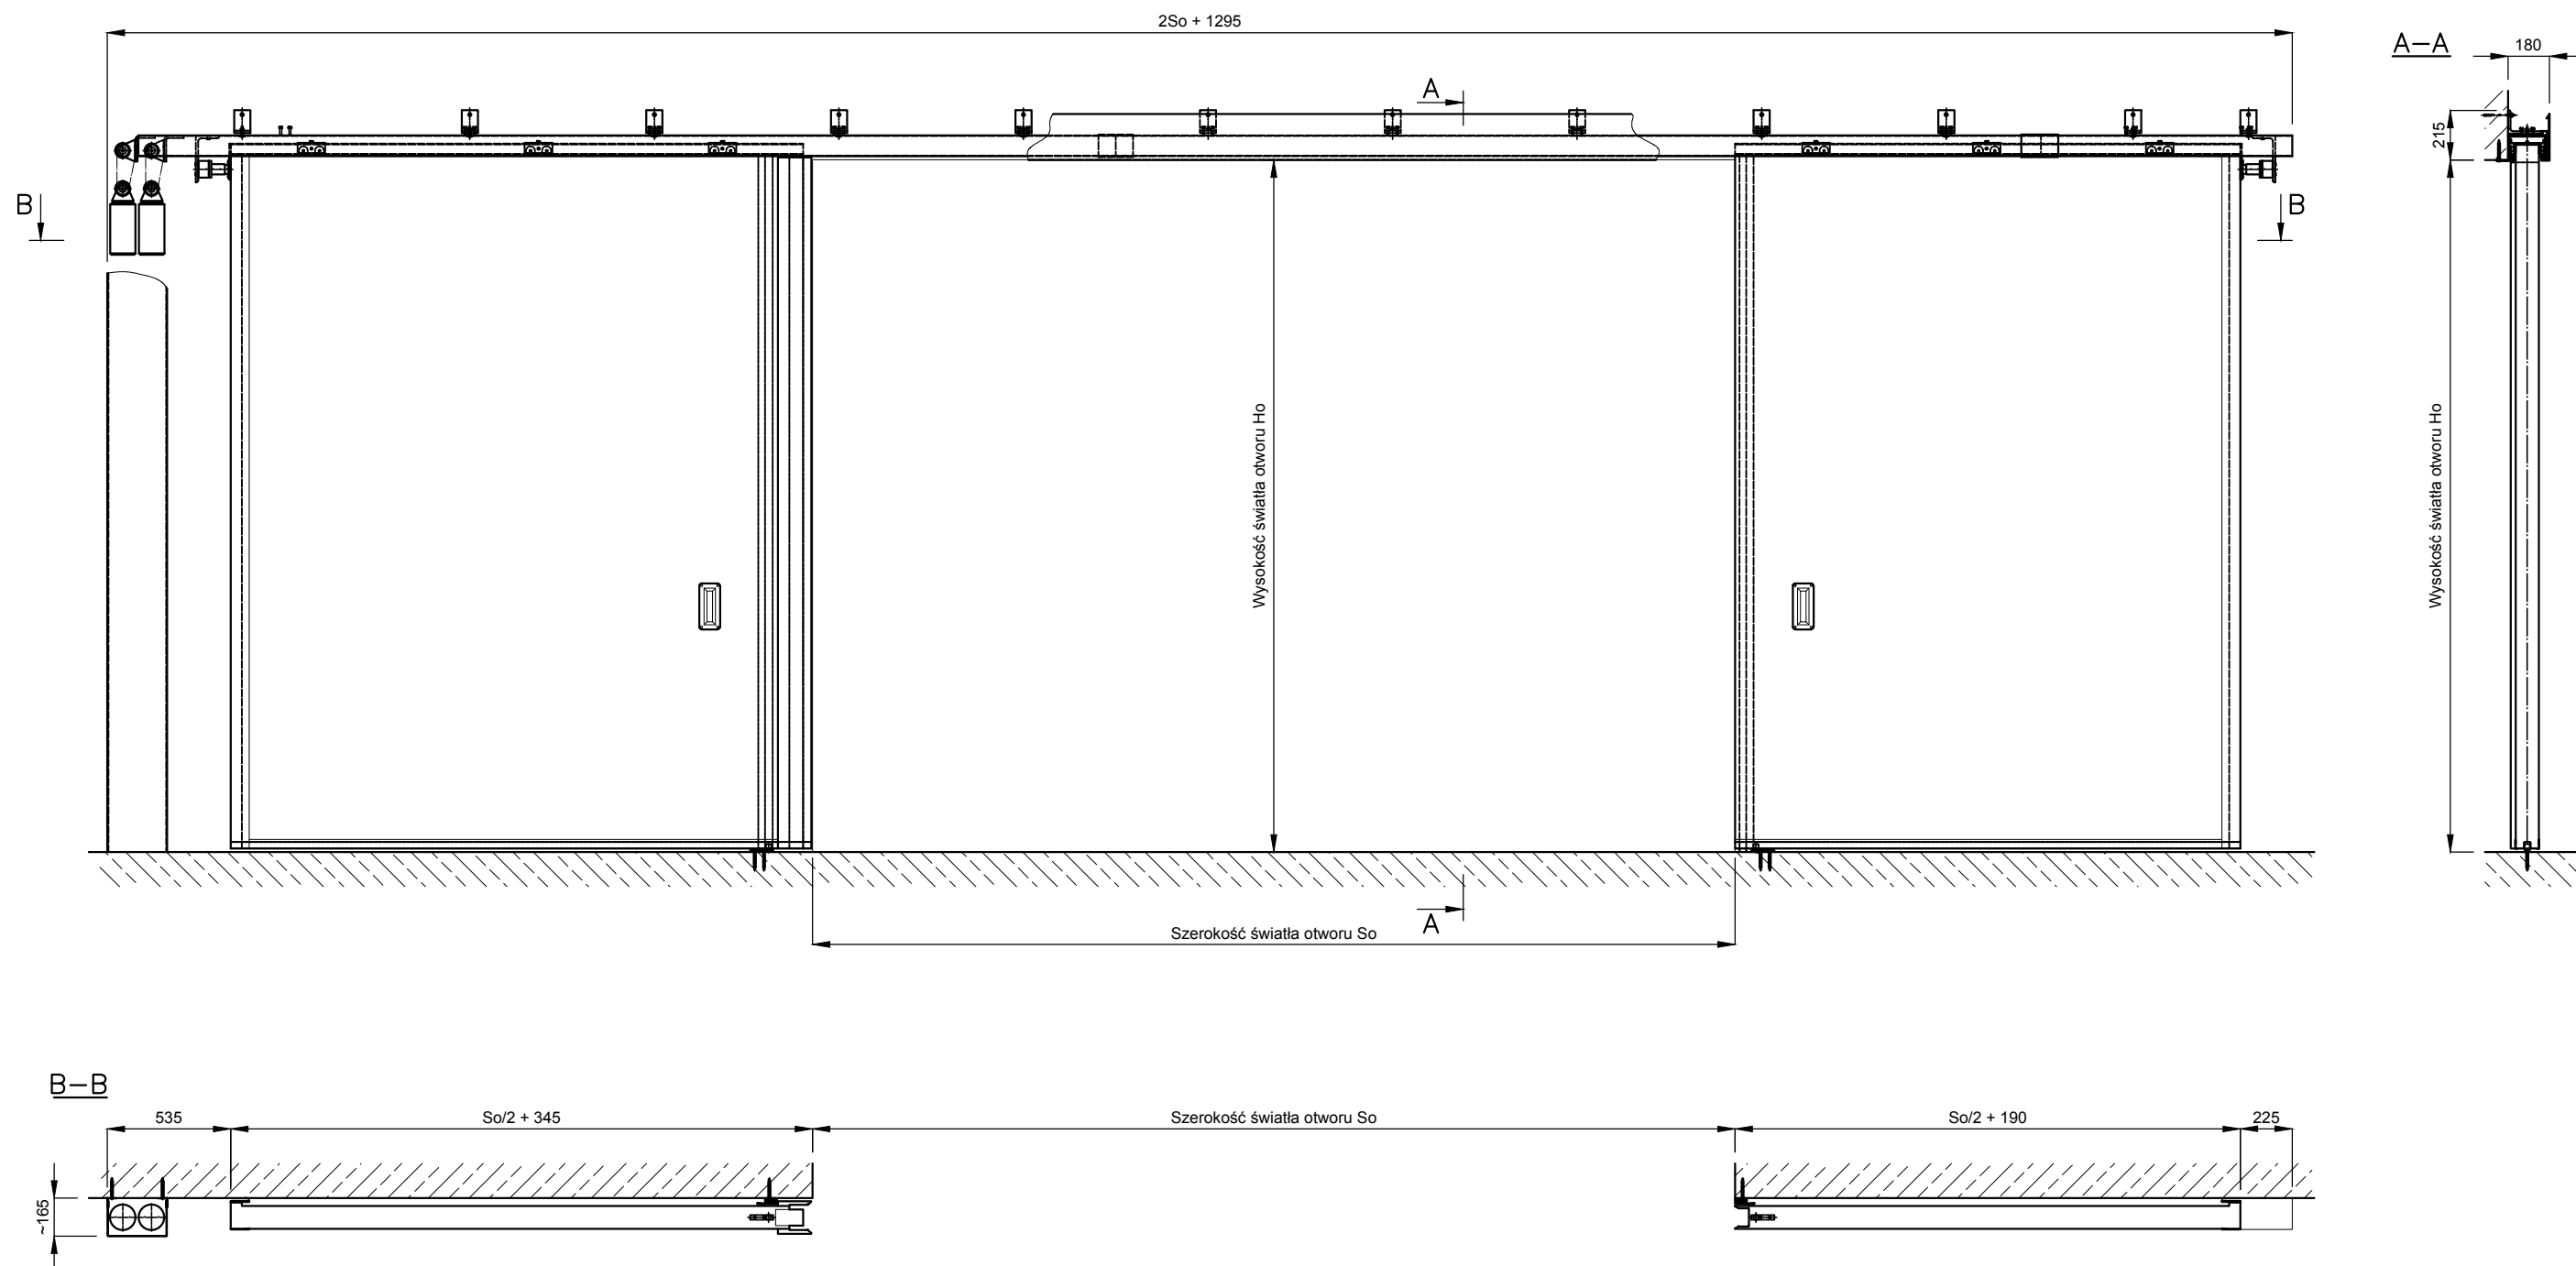 2So + 1295
A-A
180
A
215
B
B
Wysokość światła otworu Ho
Wysokość światła otworu Ho
A
Szerokość światła otworu So
B-B
535
So/2 + 345
Szerokość światła otworu So
So/2 + 190
225
~165